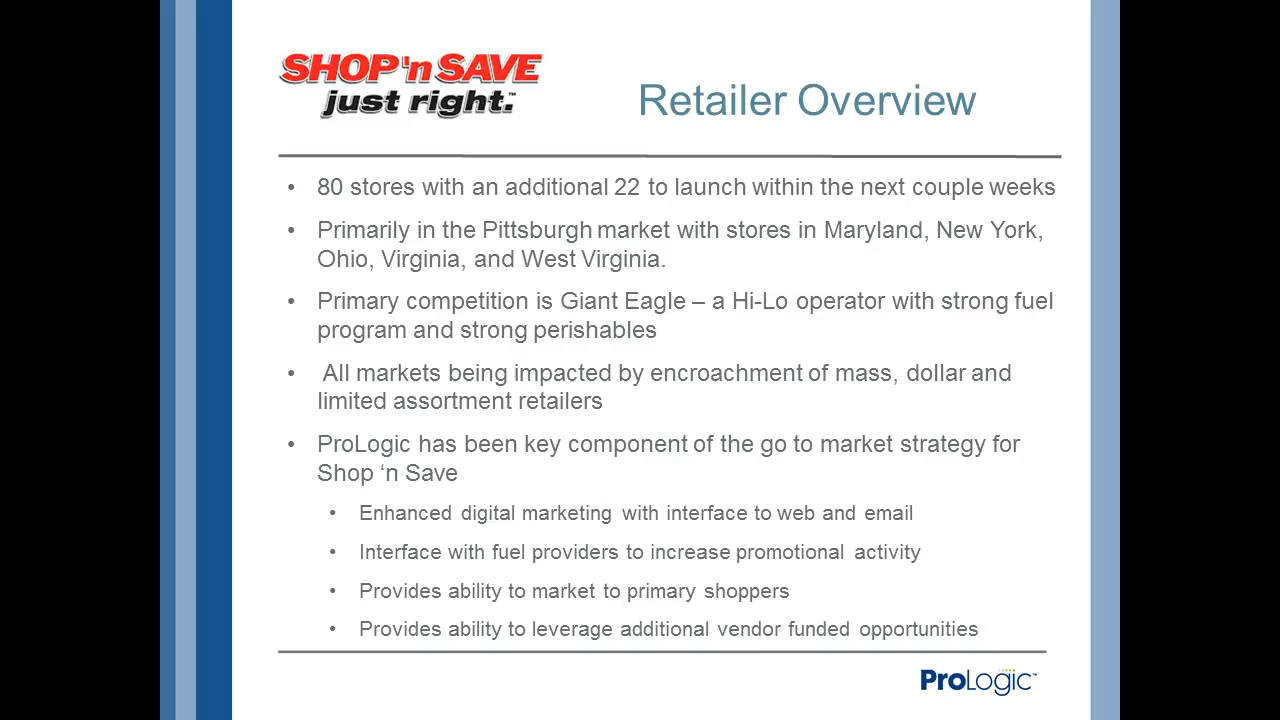 SHOP 'n SAVE
just right.™
Retailer Overview
• 80 stores with an additional 22 to launch within the next couple weeks
• Primarily in the Pittsburgh market with stores in Maryland, New York,
Ohio, Virginia, and West Virginia.
• Primary competition is Giant Eagle – a Hi-Lo operator with strong fuel
program and strong perishables
• All markets being impacted by encroachment of mass, dollar and
limited assortment retailers
• ProLogic has been key component of the go to market strategy for
Shop ‘n Save
• Enhanced digital marketing with interface to web and email
• Interface with fuel providers to increase promotional activity
• Provides ability to market to primary shoppers
• Provides ability to leverage additional vendor funded opportunities
ProLogic™